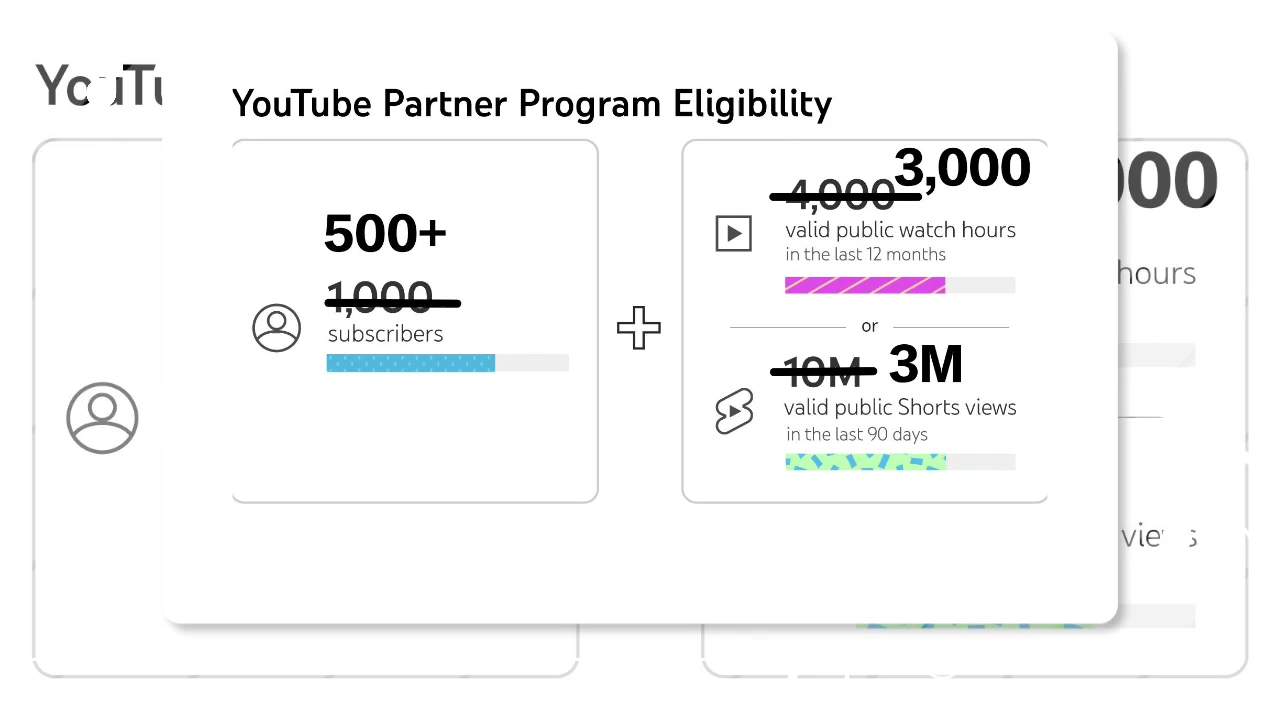 YouTube Partner Program Eligibility
500+
1,000
subscribers
4,000 3,000
valid public watch hours
in the last 12 months
or
10M 3M
valid public Shorts views
in the last 90 days
hours